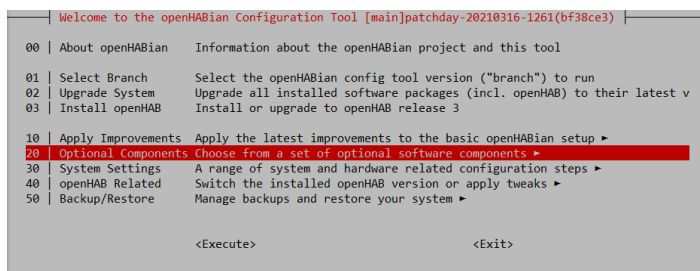 Welcome to the openHABian Configuration Tool [main]patchday-20210316-1261(bf38ce3)
00 | About openHABian Information about the openHABian project and this tool
01 | Select Branch Select the openHABian config tool version ("branch") to run
02 | Upgrade System Upgrade all installed software packages (incl. openHAB) to their latest v
03 | Install openHAB Install or upgrade to openHAB release 3
10 | Apply Improvements Apply the latest improvements to the basic openHABian setup ►
20 | Optional Components Choose from a set of optional software components ►
30 | System Settings A range of system and hardware related configuration steps ►
40 | openHAB Related Switch the installed openHAB version or apply tweaks ►
50 | Backup/Restore Manage backups and restore your system ►
<Execute> <Exit>